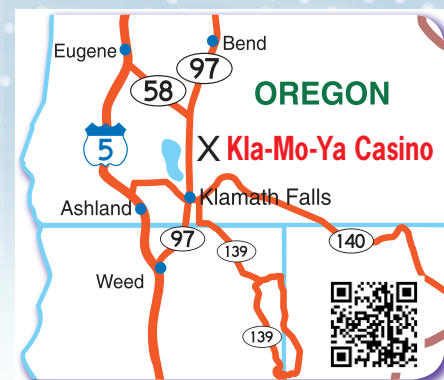 Bend
Eugene
97
58
OREGON
5
X Kla-Mo-Ya Casino
Klamath Falls
Ashland
97
140
139
Weed
139